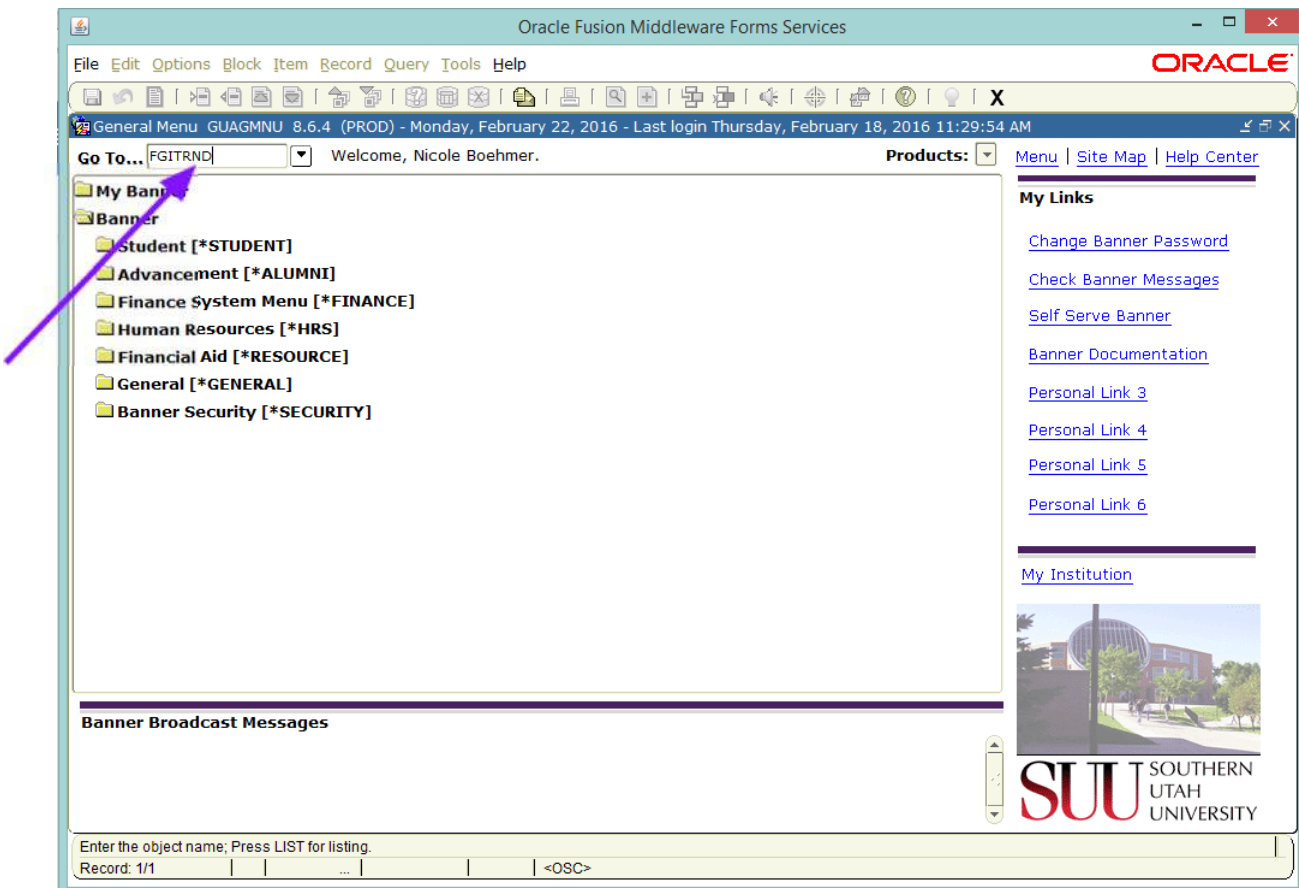 Oracle Fusion Middleware Forms Services
File Edit Options Block Item Record Query Tools Help
ORACLE
X
General Menu GUAGMNU 8.6.4 (PROD) - Monday, February 22, 2016 - Last login Thursday, February 18, 2016 11:29:54 AM
Go To... FGITRND Welcome, Nicole Boehmer. Products: Menu | Site Map | Help Center
My Banner
Banner
Student [*STUDENT]
Advancement [*ALUMNI]
Finance System Menu [*FINANCE]
Human Resources [*HRS]
Financial Aid [*RESOURCE]
General [*GENERAL]
Banner Security [*SECURITY]
My Links
Change Banner Password
Check Banner Messages
Self Serve Banner
Banner Documentation
Personal Link 3
Personal Link 4
Personal Link 5
Personal Link 6
My Institution
SUU SOUTHERN
UTAH
UNIVERSITY
Banner Broadcast Messages
Enter the object name; Press LIST for listing.
Record: 1/1 ... <OSC>